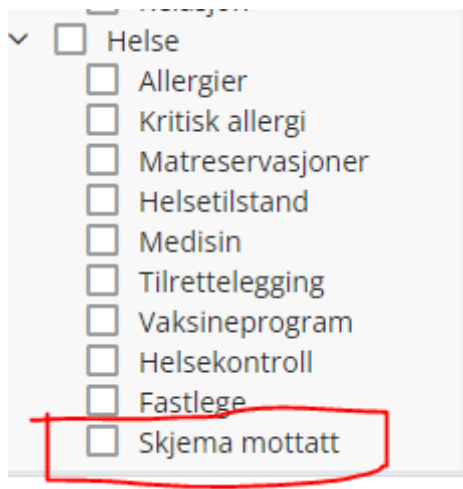 Helse
Allergier
Kritisk allergi
Matreservasjoner
Helsetilstand
Medisin
Tilrettelegging
Vaksineprogram
Helsekontroll
Fastlege
Skjema mottatt